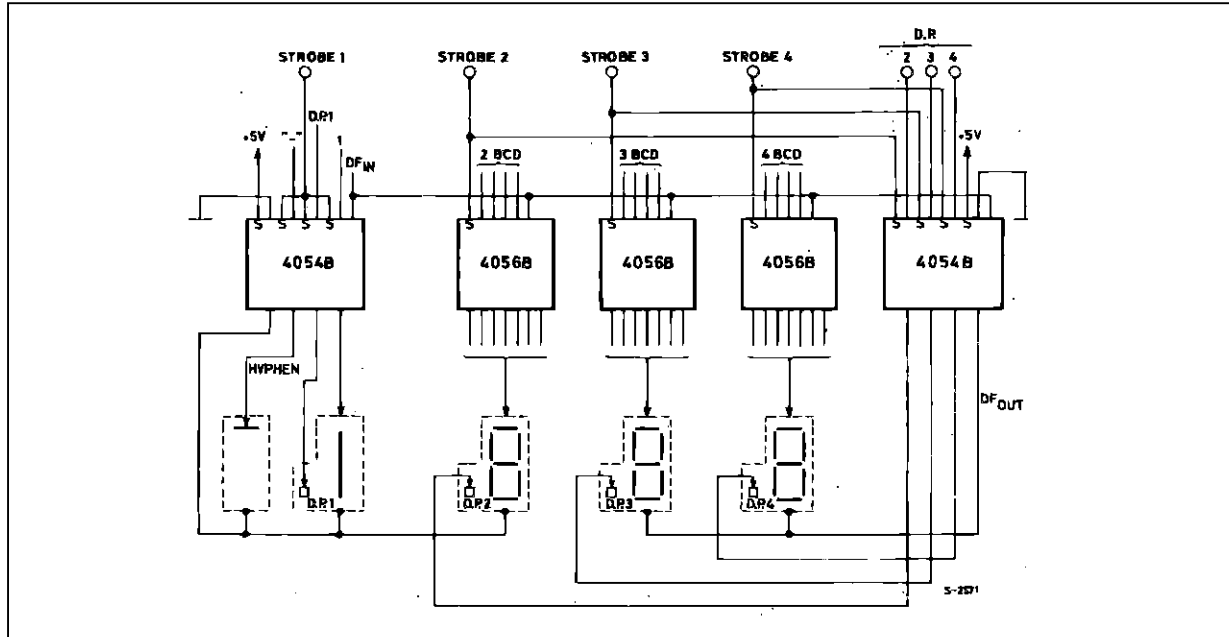 D.P.
STROBE 1
STROBE 2
STROBE 3
STROBE 4
2 3 4
D.P.1
+5V
"-"
1
DF IN
2 BCD
3 BCD
4 BCD
+5V
S S S S
S
S
S
S S S S
4054B
4056B
4056B
4056B
4054B
HYPHEN
DF OUT
D.P.1
D.P.2
D.P.3
D.P.4
S-2571